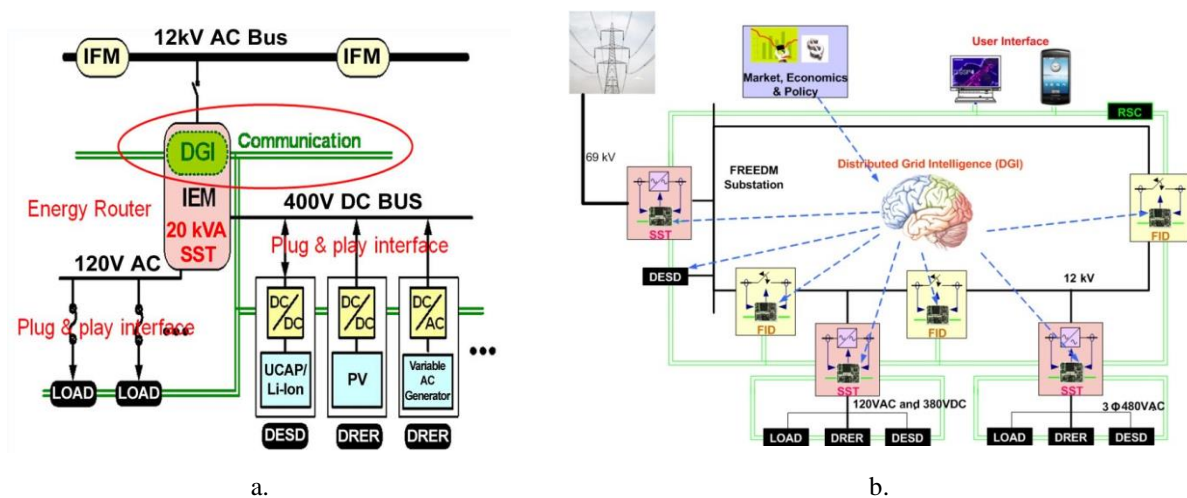 12kV AC Bus
IFM
IFM
DGI
Communication
IEM
Energy Router
20 kVA
SST
400V DC BUS
Plug & play interface
120V AC
Plug & play interface
DC/DC
DC/DC
DC/AC
UCAP/
Li-Ion
PV
Variable
AC
Generator
LOAD
LOAD
DESD
DRER
DRER
a.
Market, Economics
& Policy
User Interface
RSC
69 kV
FREEDM
Substation
Distributed Grid Intelligence (DGI)
SST
FID
DESD
12 kV
FID
FID
SST
SST
120VAC and 380VDC
3Φ480VAC
LOAD
DRER
DESD
LOAD
DRER
DESD
b.